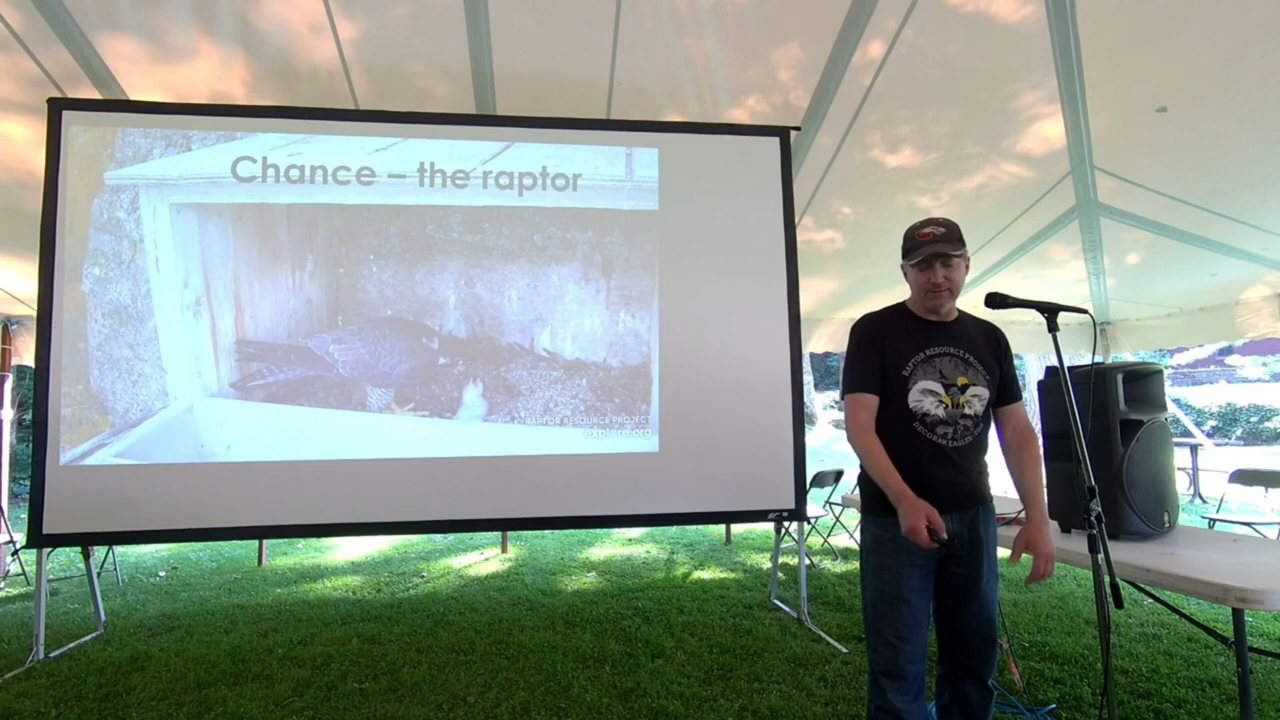 Chance – the raptor
RAPTOR RESOURCE PROJECT
explore.org
RAPTOR RESOURCE PROJECT
DECORAH EAGLES